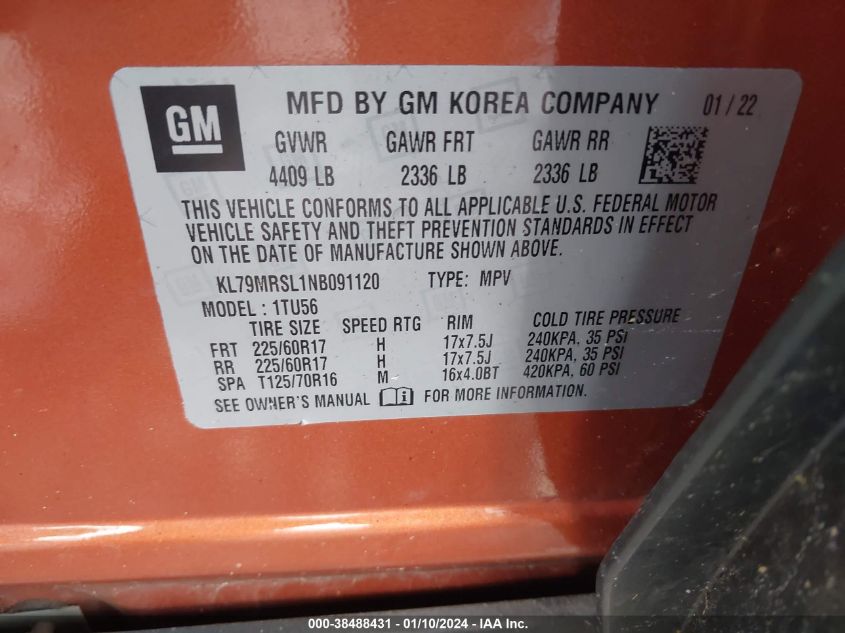 GM
MFD BY GM KOREA COMPANY 01/22
GVWR GAWR FRT GAWR RR
4409 LB 2336 LB 2336 LB
THIS VEHICLE CONFORMS TO ALL APPLICABLE U.S. FEDERAL MOTOR
VEHICLE SAFETY AND THEFT PREVENTION STANDARDS IN EFFECT
ON THE DATE OF MANUFACTURE SHOWN ABOVE.
KL79MRSL1NB091120 TYPE: MPV
MODEL : 1TU56
TIRE SIZE SPEED RTG RIM COLD TIRE PRESSURE
FRT 225/60R17 H 17x7.5J 240KPA, 35 PSI
RR 225/60R17 H 17x7.5J 240KPA, 35 PSI
SPA T125/70R16 M 16x4.0BT 420KPA, 60 PSI
SEE OWNER'S MANUAL i FOR MORE INFORMATION.
000-38488431 - 01/10/2024 - IAA Inc.